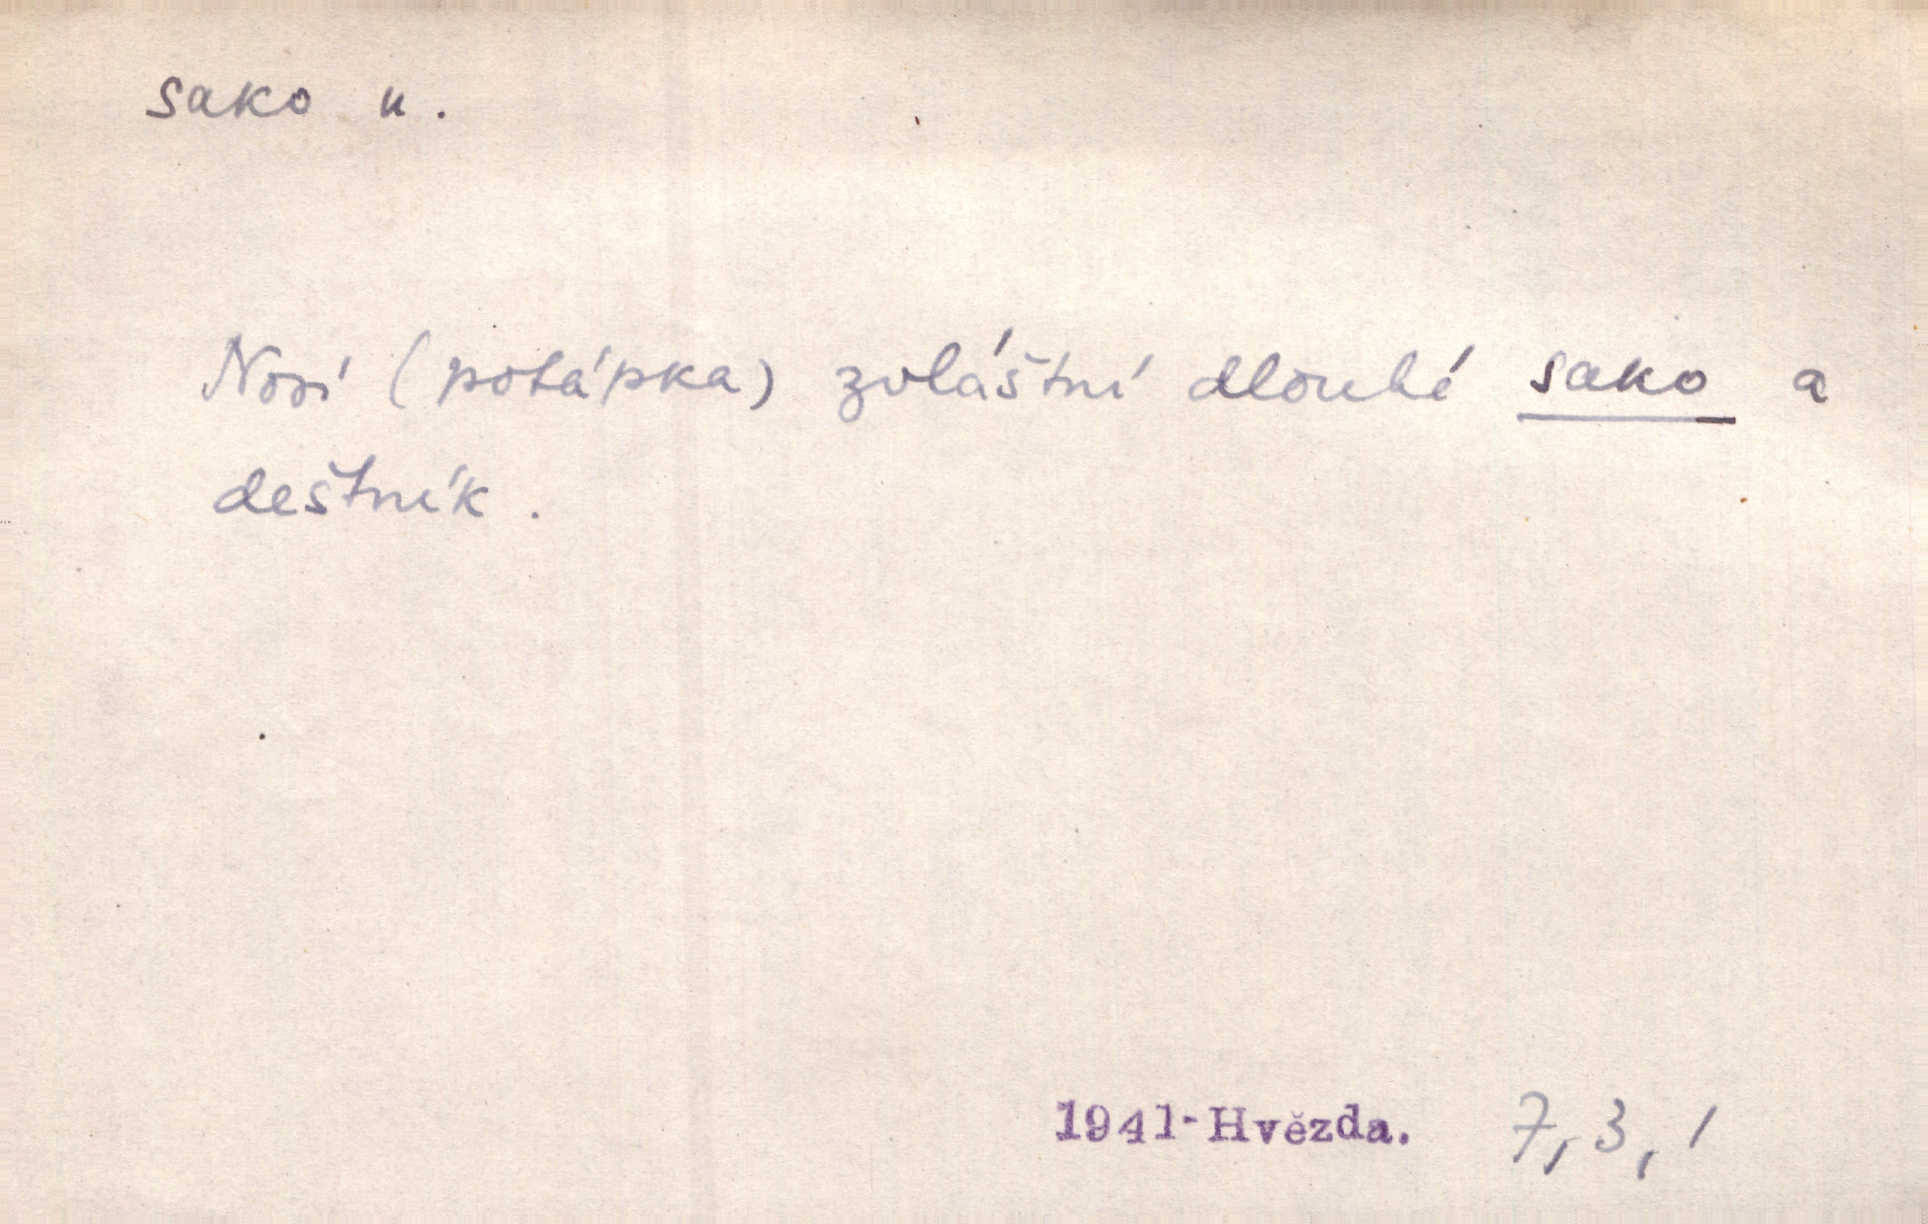 sako n.
Nosí (potápka) zvláštní dlouhé sako a
deštník.
1941-Hvězda. 7, 3, 1